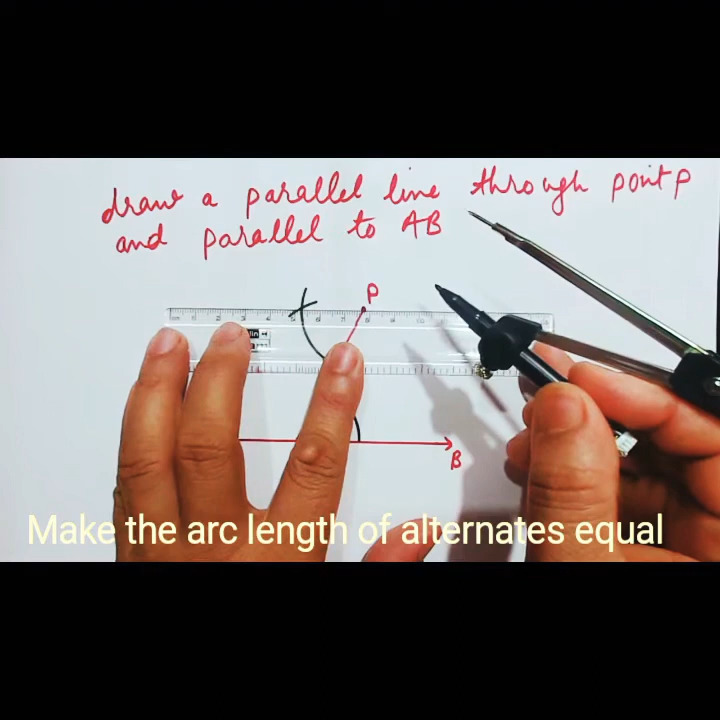 draw a parallel line through point P
and parallel to AB
P
B
Make the arc length of alternates equal